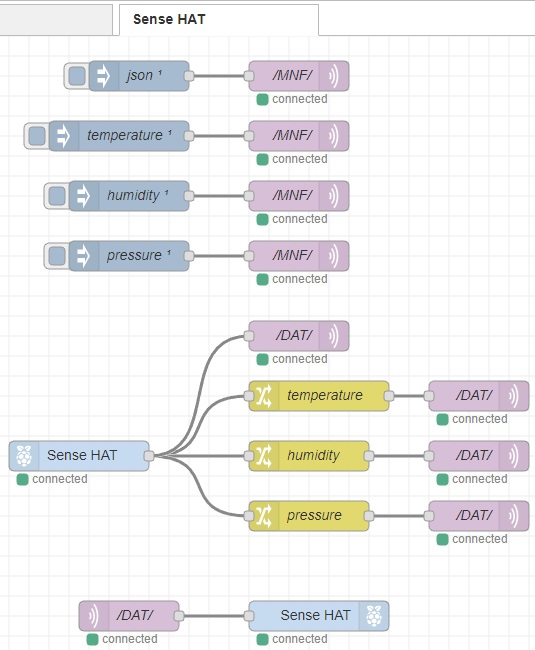 Sense HAT
json ¹
/MNF/
connected
temperature ¹
/MNF/
connected
humidity ¹
/MNF/
connected
pressure ¹
/MNF/
connected
/DAT/
connected
temperature
/DAT/
connected
Sense HAT
connected
humidity
/DAT/
connected
pressure
/DAT/
connected
/DAT/
connected
Sense HAT
connected